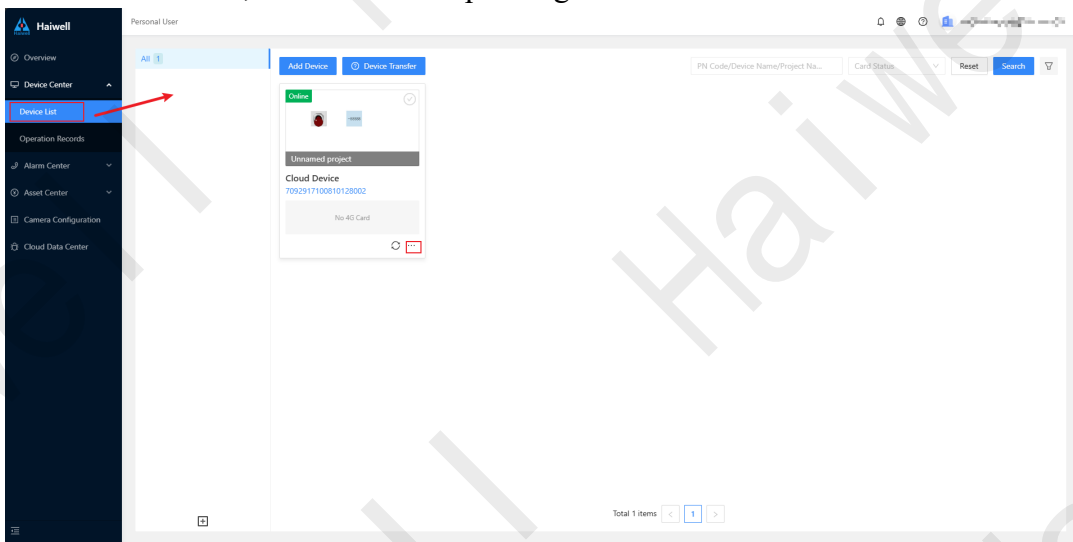 Haiwell
Haiwell
Personal User
Overview
Device Center
Device List
Operation Records
Alarm Center
Asset Center
Camera Configuration
Cloud Data Center
All 1
Add Device
Device Transfer
PN Code/Device Name/Project Na...
Card Status
Reset
Search
Online
Unnamed project
Cloud Device
7092917100810128002
No 4G Card
...
Total 1 items < 1 >